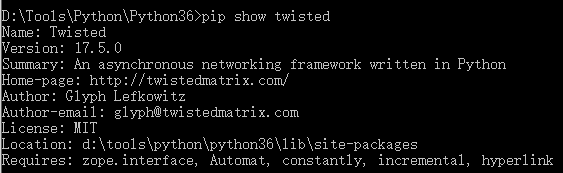 D:\Tools\Python\Python36>pip show twisted
Name: Twisted
Version: 17.5.0
Summary: An asynchronous networking framework written in Python
Home-page: http://twistedmatrix.com/
Author: Glyph Lefkowitz
Author-email: glyph@twistedmatrix.com
License: MIT
Location: d:\tools\python\python36\lib\site-packages
Requires: zope.interface, Automat, constantly, incremental, hyperlink